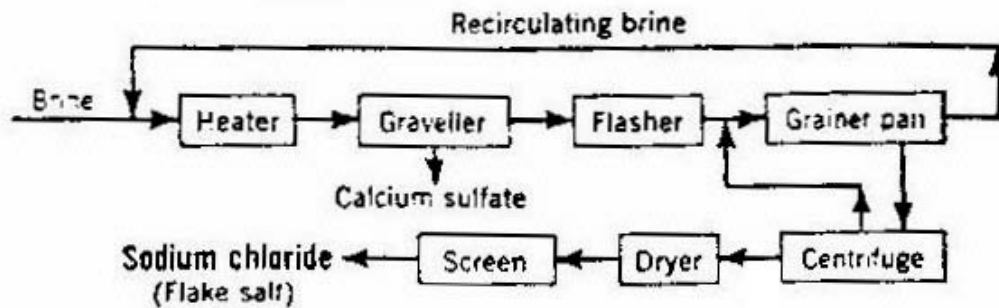 Recirculating brine
Brine
Heater
Graveller
Flasher
Grainer pan
Calcium sulfate
Sodium chloride
(Flake salt)
Screen
Dryer
Centrifuge